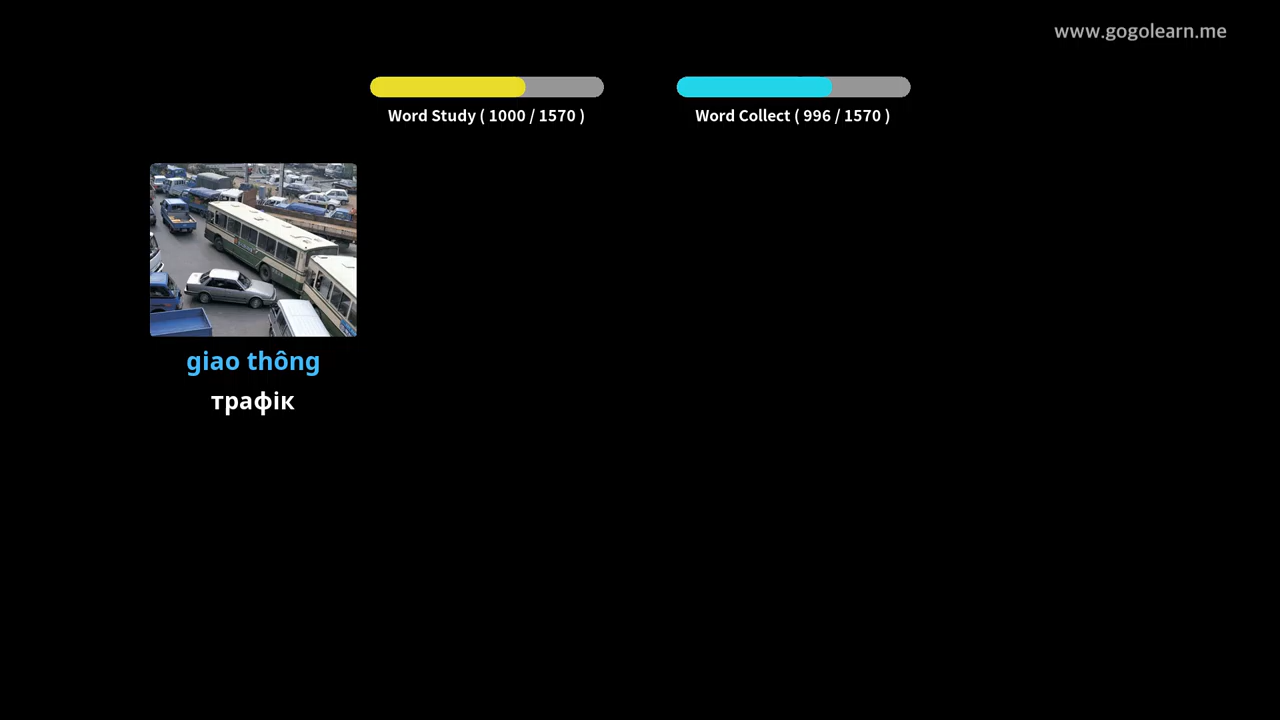 www.gogolearn.me
Word Study ( 1000 / 1570 )
Word Collect ( 996 / 1570 )
giao thông
трафік